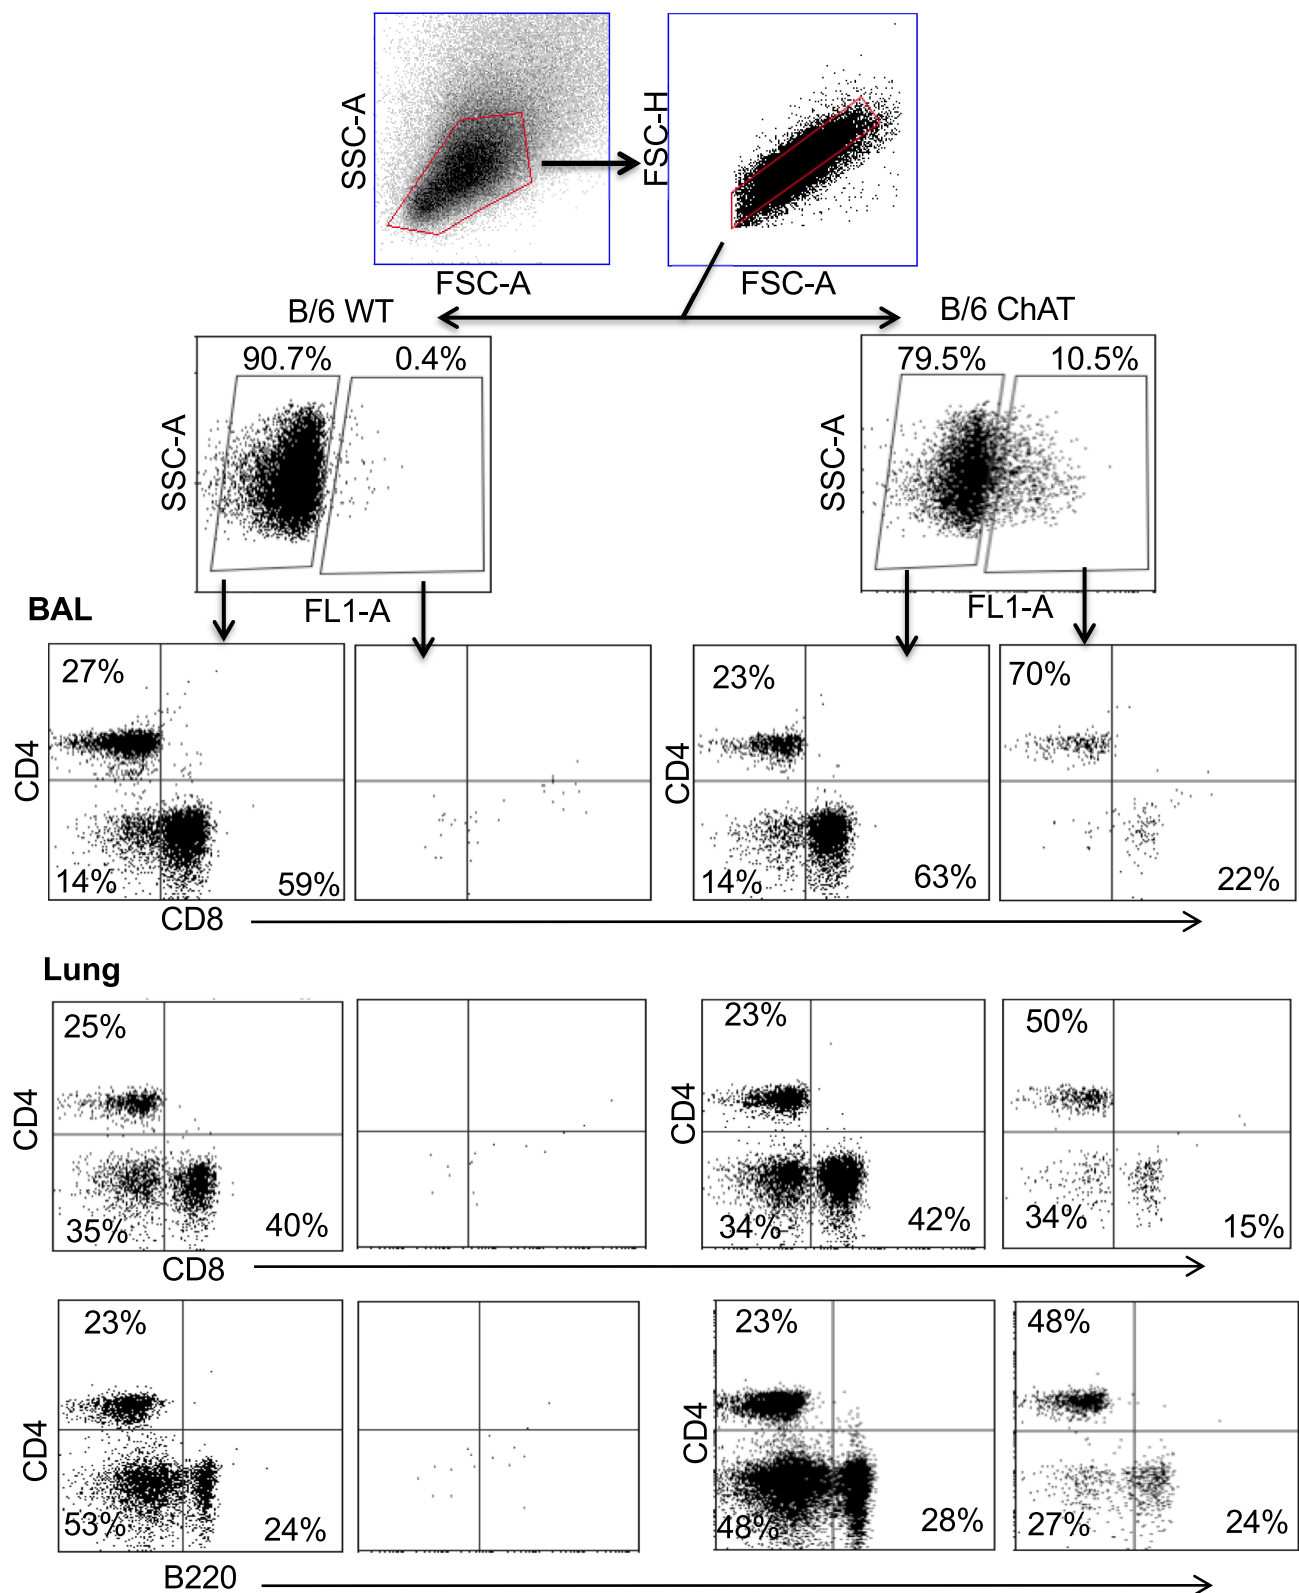 SSC-A
FSC-H
FSC-A
FSC-A
B/6 WT
B/6 ChAT
90.7%
0.4%
79.5%
10.5%
SSC-A
SSC-A
FL1-A
FL1-A
BAL
27%
23%
70%
CD4
CD4
14%
59%
14%
63%
22%
CD8
Lung
25%
23%
50%
CD4
CD4
35%
40%
34%
42%
34%
15%
CD8
23%
23%
48%
CD4
CD4
53%
24%
48%
28%
27%
24%
B220